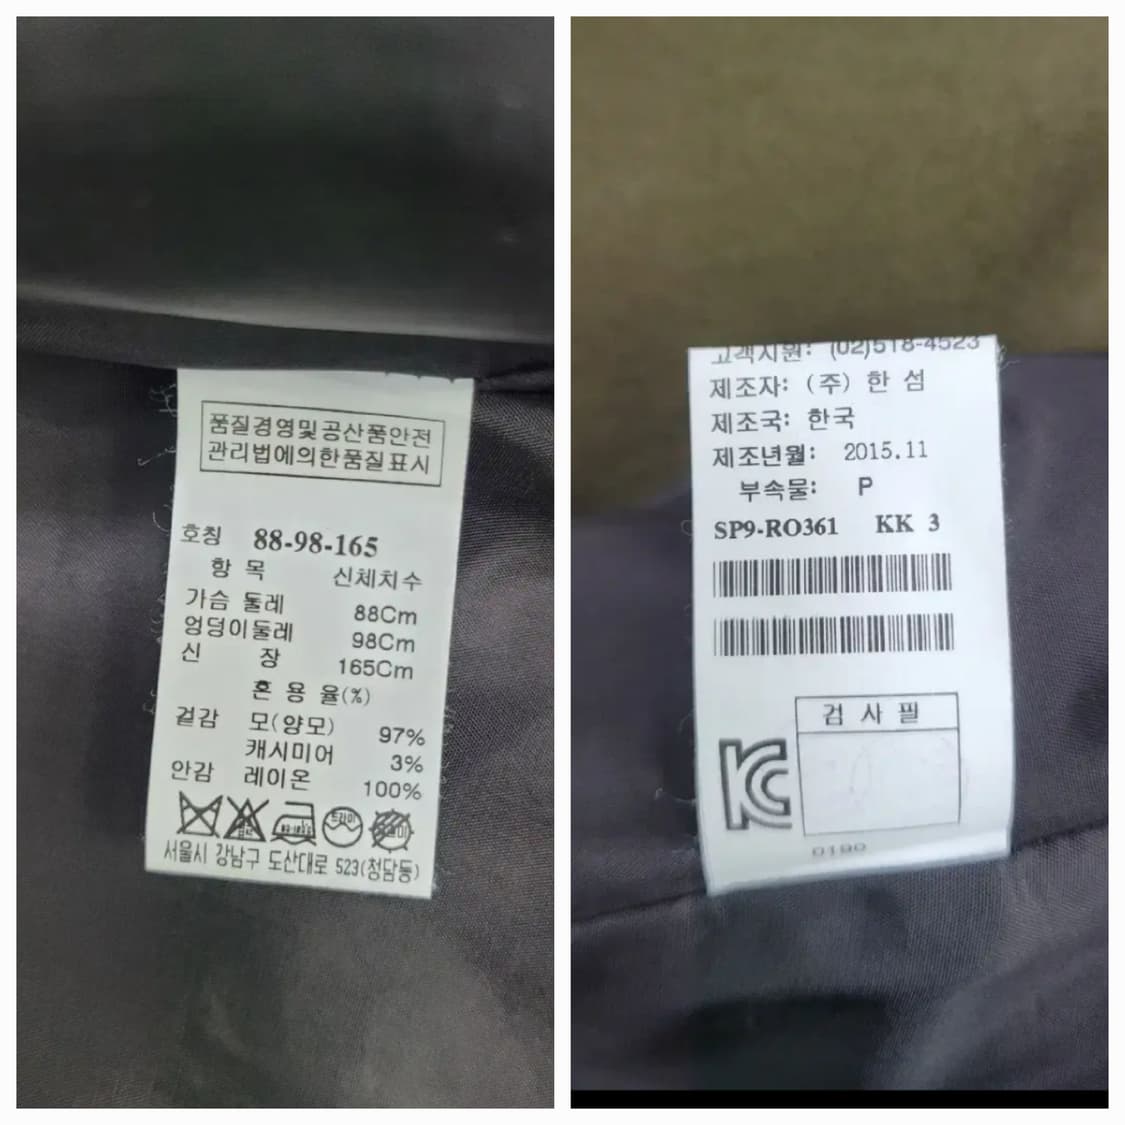 품질경영및공산품안전
관리법에의한품질표시
호칭 88-98-165
항 목 신체치수
가슴 둘레 88Cm
엉덩이둘레 98Cm
신 장 165Cm
혼 용 율(%)
겉감 모(양모) 97%
캐시미어 3%
안감 레이온 100%
드라이
서울시 강남구 도산대로 523(청담동)
고객지원: (02)518-4523
제조자: (주) 한 섬
제조국: 한국
제조년월: 2015.11
부속물: P
SP9-RO361 KK 3
검 사 필
KC